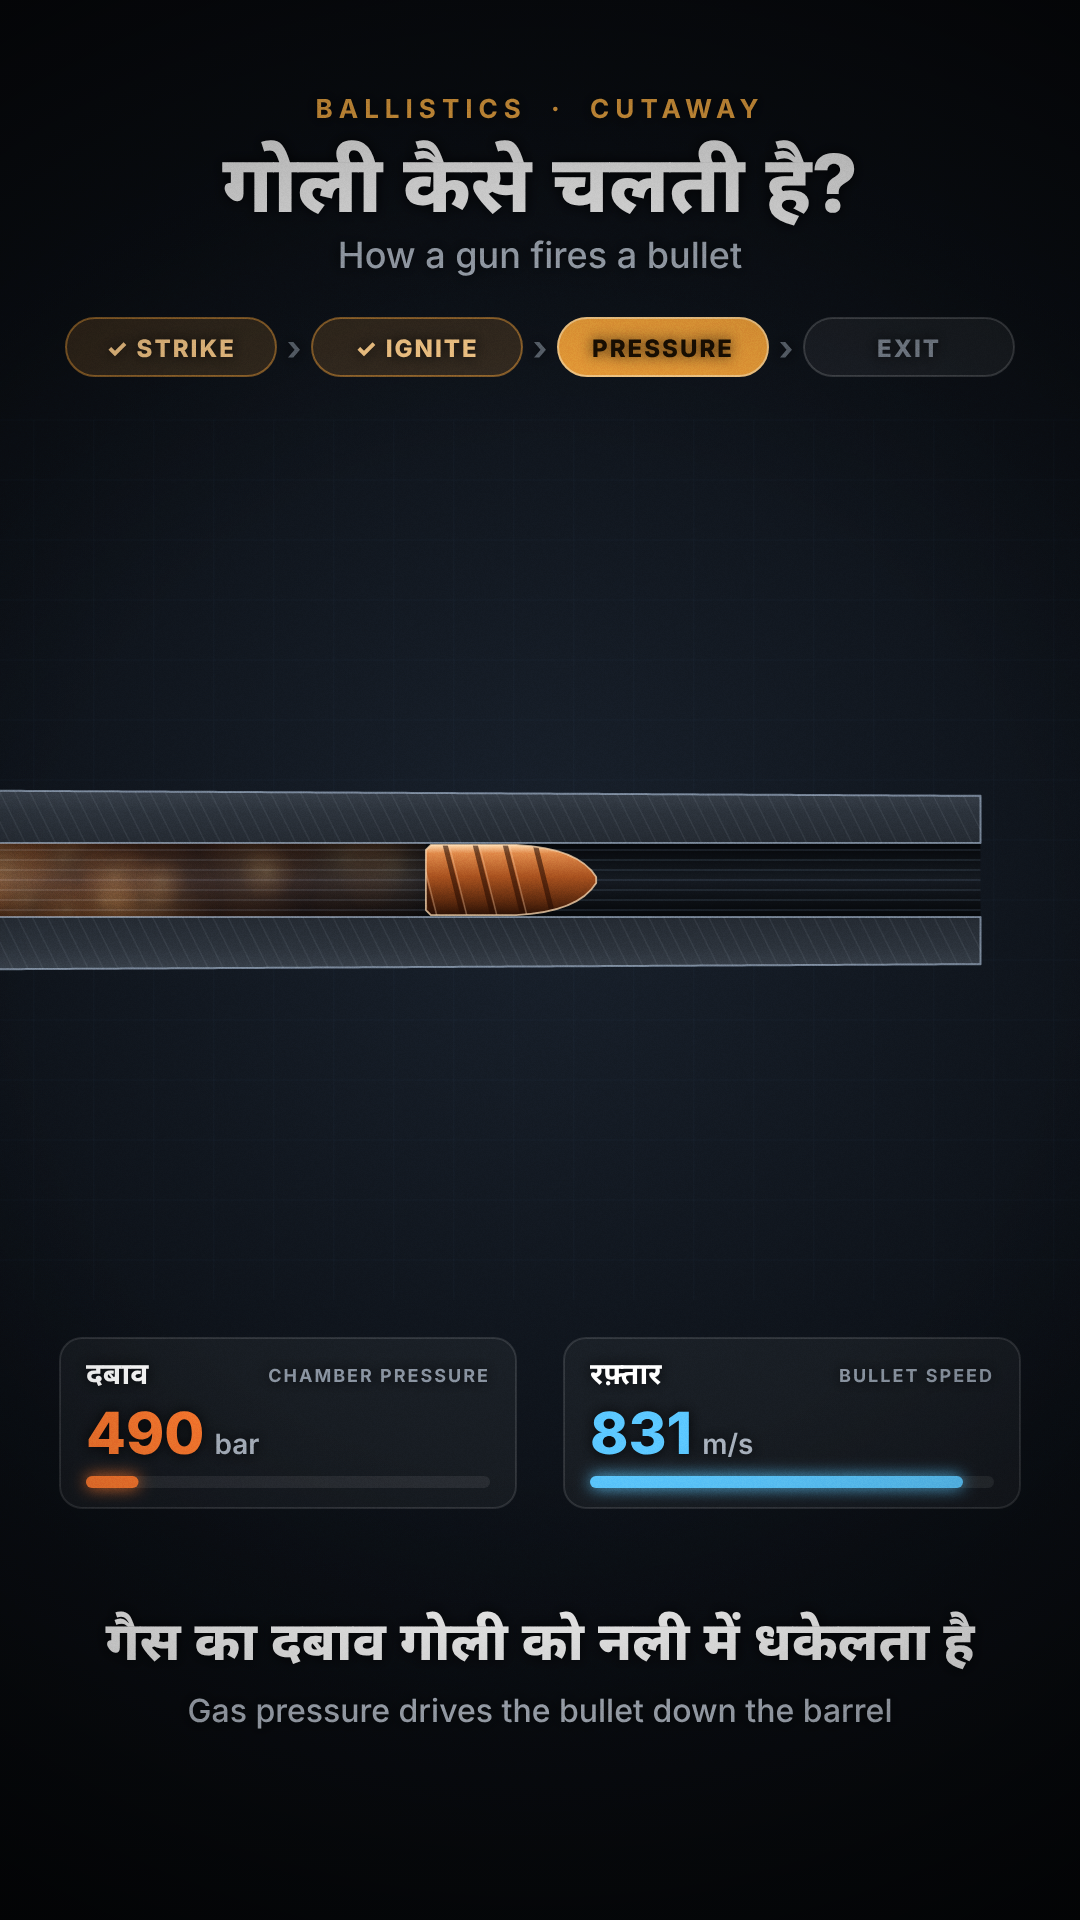 BALLISTICS · CUTAWAY
गोली कैसे चलती है?
How a gun fires a bullet
✓ STRIKE › ✓ IGNITE › PRESSURE › EXIT
दबाव CHAMBER PRESSURE
490 bar
रफ़्तार BULLET SPEED
831 m/s
गैस का दबाव गोली को नली में धकेलता है
Gas pressure drives the bullet down the barrel